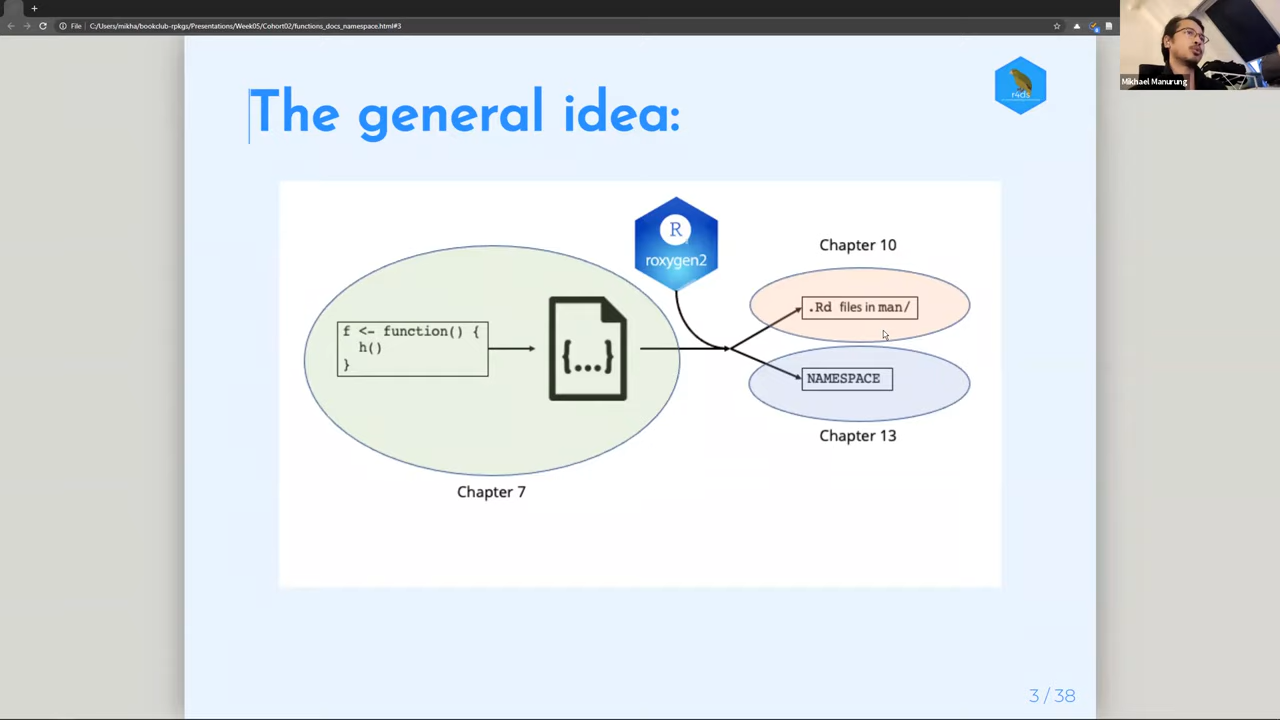 File
C:/Users/mikha/bookclub-rpkgs/Presentations/Week05/Cohort02/functions_docs_namespace.html#3
Mikhael Manurung
The general idea:
r4ds
R
roxygen2
Chapter 10
.Rd files in man/
f <- function() {
h()
}
{...}
NAMESPACE
Chapter 13
Chapter 7
3 / 38